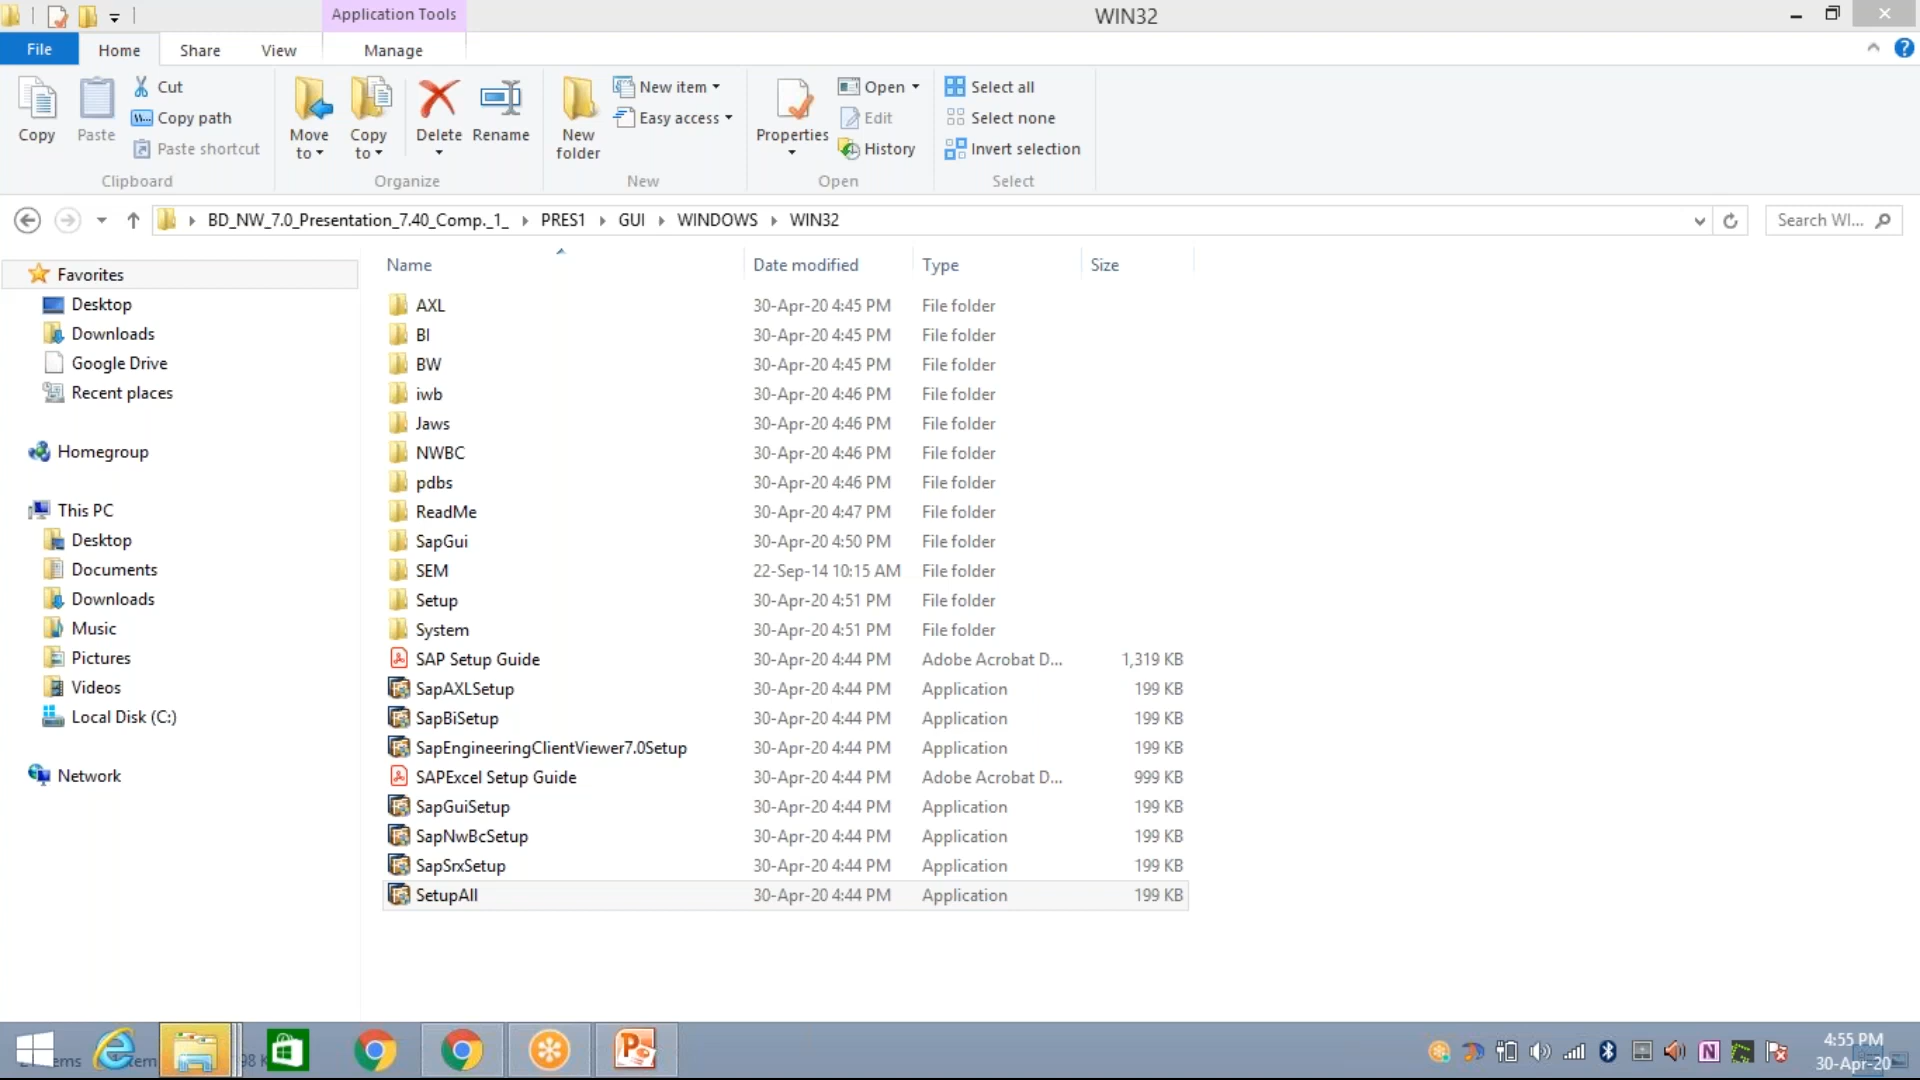 Application Tools
WIN32
File
Home
Share
View
Manage
Copy
Paste
Cut
Copy path
Paste shortcut
Clipboard
Move to
Copy to
Delete
Rename
Organize
New folder
New item
Easy access
New
Properties
Open
Edit
History
Open
Select all
Select none
Invert selection
Select
BD_NW_7.0_Presentation_7.40_Comp._1_ PRES1 GUI WINDOWS WIN32
Search WI...
Name Date modified Type Size
Favorites
Desktop
Downloads
Google Drive
Recent places
Homegroup
This PC
Desktop
Documents
Downloads
Music
Pictures
Videos
Local Disk (C:)
Network
AXL 30-Apr-20 4:45 PM File folder
BI 30-Apr-20 4:45 PM File folder
BW 30-Apr-20 4:45 PM File folder
iwb 30-Apr-20 4:46 PM File folder
Jaws 30-Apr-20 4:46 PM File folder
NWBC 30-Apr-20 4:46 PM File folder
pdbs 30-Apr-20 4:46 PM File folder
ReadMe 30-Apr-20 4:47 PM File folder
SapGui 30-Apr-20 4:50 PM File folder
SEM 22-Sep-14 10:15 AM File folder
Setup 30-Apr-20 4:51 PM File folder
System 30-Apr-20 4:51 PM File folder
SAP Setup Guide 30-Apr-20 4:44 PM Adobe Acrobat D... 1,319 KB
SapAXLSetup 30-Apr-20 4:44 PM Application 199 KB
SapBiSetup 30-Apr-20 4:44 PM Application 199 KB
SapEngineeringClientViewer7.0Setup 30-Apr-20 4:44 PM Application 199 KB
SAPExcel Setup Guide 30-Apr-20 4:44 PM Adobe Acrobat D... 999 KB
SapGuiSetup 30-Apr-20 4:44 PM Application 199 KB
SapNwBcSetup 30-Apr-20 4:44 PM Application 199 KB
SapSrxSetup 30-Apr-20 4:44 PM Application 199 KB
SetupAll 30-Apr-20 4:44 PM Application 199 KB
4:55 PM
30-Apr-20